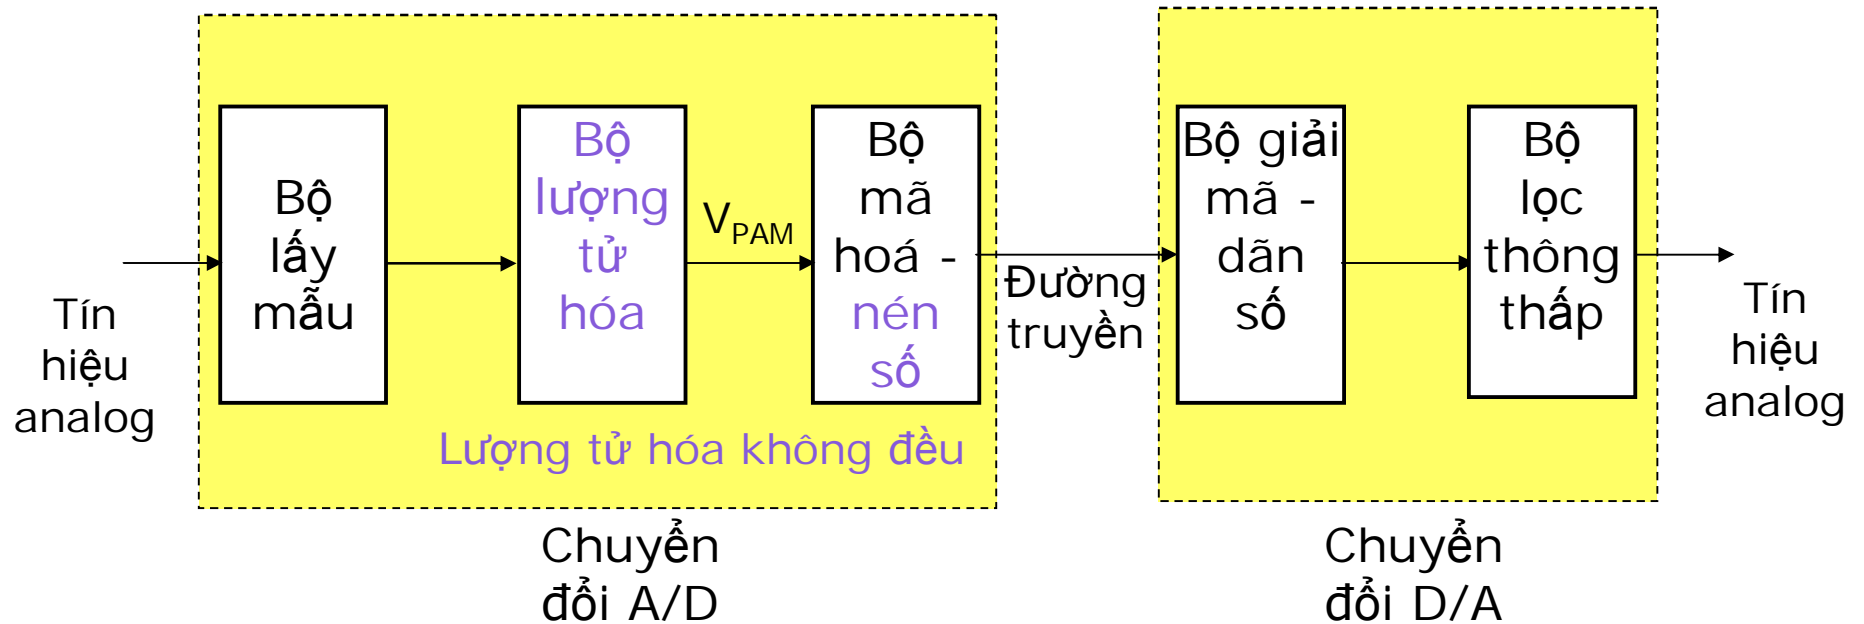 Tín
hiệu
analog
Bộ
lấy
mẫu
Bộ
lượng
tử
hóa
V_PAM
Bộ
mã
hoá -
nén
số
Lượng tử hóa không đều
Chuyển
đổi A/D
Đường
truyền
Bộ giải
mã -
dãn
số
Bộ
lọc
thông
thấp
Chuyển
đổi D/A
Tín
hiệu
analog